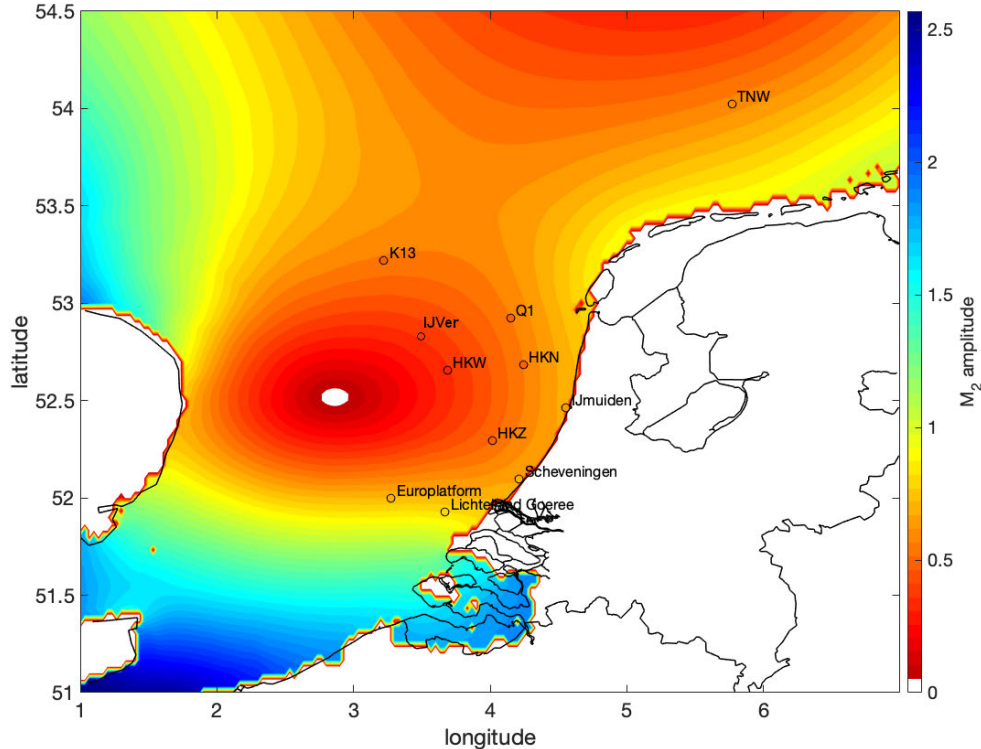 54.5
54
53.5
53
52.5
52
51.5
51
latitude
1
2
3
4
5
6
longitude
TNW
K13
Q1
IJVer
HKW
HKN
IJmuiden
HKZ
Scheveningen
Europlatform
Lichteiland Goeree
2.5
2
1.5
1
0.5
0
M₂ amplitude